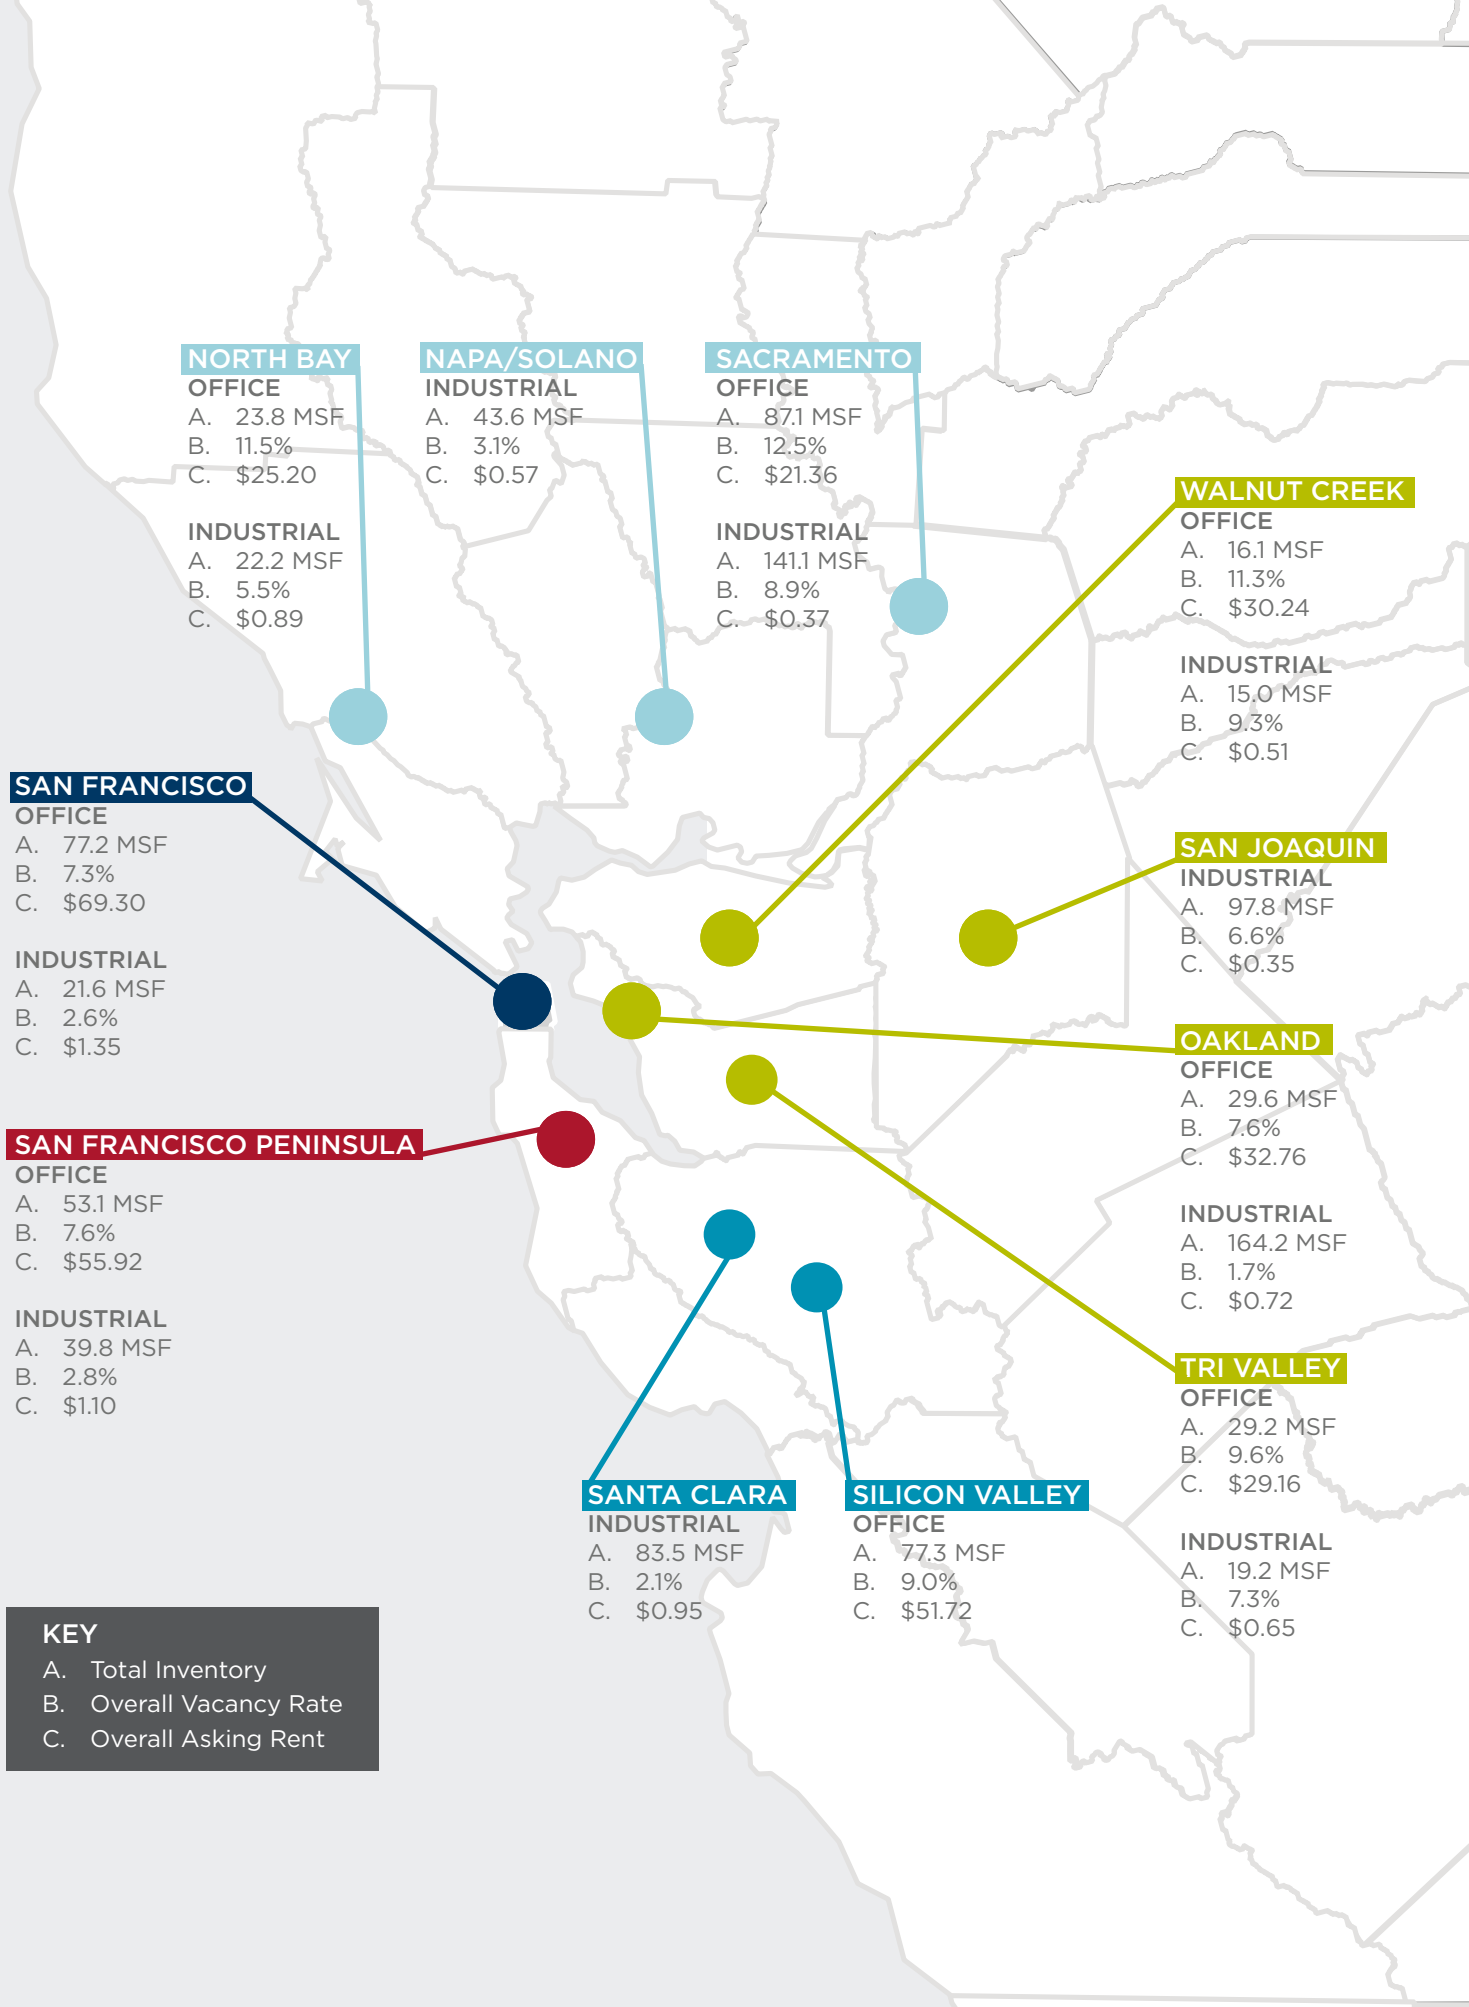 NORTH BAY
OFFICE
A. 23.8 MSF
B. 11.5%
C. $25.20
INDUSTRIAL
A. 22.2 MSF
B. 5.5%
C. $0.89
NAPA/SOLANO
INDUSTRIAL
A. 43.6 MSF
B. 3.1%
C. $0.57
SACRAMENTO
OFFICE
A. 87.1 MSF
B. 12.5%
C. $21.36
INDUSTRIAL
A. 141.1 MSF
B. 8.9%
C. $0.37
WALNUT CREEK
OFFICE
A. 16.1 MSF
B. 11.3%
C. $30.24
INDUSTRIAL
A. 15.0 MSF
B. 9.3%
C. $0.51
SAN FRANCISCO
OFFICE
A. 77.2 MSF
B. 7.3%
C. $69.30
INDUSTRIAL
A. 21.6 MSF
B. 2.6%
C. $1.35
SAN JOAQUIN
INDUSTRIAL
A. 97.8 MSF
B. 6.6%
C. $0.35
OAKLAND
OFFICE
A. 29.6 MSF
B. 7.6%
C. $32.76
INDUSTRIAL
A. 164.2 MSF
B. 1.7%
C. $0.72
SAN FRANCISCO PENINSULA
OFFICE
A. 53.1 MSF
B. 7.6%
C. $55.92
INDUSTRIAL
A. 39.8 MSF
B. 2.8%
C. $1.10
TRI VALLEY
OFFICE
A. 29.2 MSF
B. 9.6%
C. $29.16
INDUSTRIAL
A. 19.2 MSF
B. 7.3%
C. $0.65
SANTA CLARA
INDUSTRIAL
A. 83.5 MSF
B. 2.1%
C. $0.95
SILICON VALLEY
OFFICE
A. 77.3 MSF
B. 9.0%
C. $51.72
KEY
A. Total Inventory
B. Overall Vacancy Rate
C. Overall Asking Rent